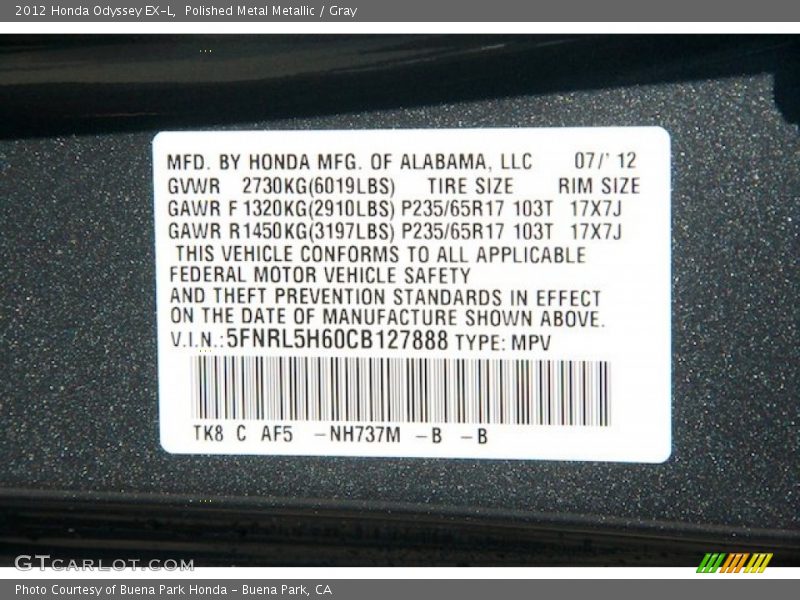 2012 Honda Odyssey EX-L, Polished Metal Metallic / Gray
MFD. BY HONDA MFG. OF ALABAMA, LLC 07/' 12
GVWR 2730KG(6019LBS) TIRE SIZE RIM SIZE
GAWR F 1320KG(2910LBS) P235/65R17 103T 17X7J
GAWR R1450KG(3197LBS) P235/65R17 103T 17X7J
THIS VEHICLE CONFORMS TO ALL APPLICABLE
FEDERAL MOTOR VEHICLE SAFETY
AND THEFT PREVENTION STANDARDS IN EFFECT
ON THE DATE OF MANUFACTURE SHOWN ABOVE.
V.I.N.:5FNRL5H60CB127888 TYPE: MPV
TK8 C AF5 -NH737M -B -B
GTCARLOT.COM
Photo Courtesy of Buena Park Honda - Buena Park, CA